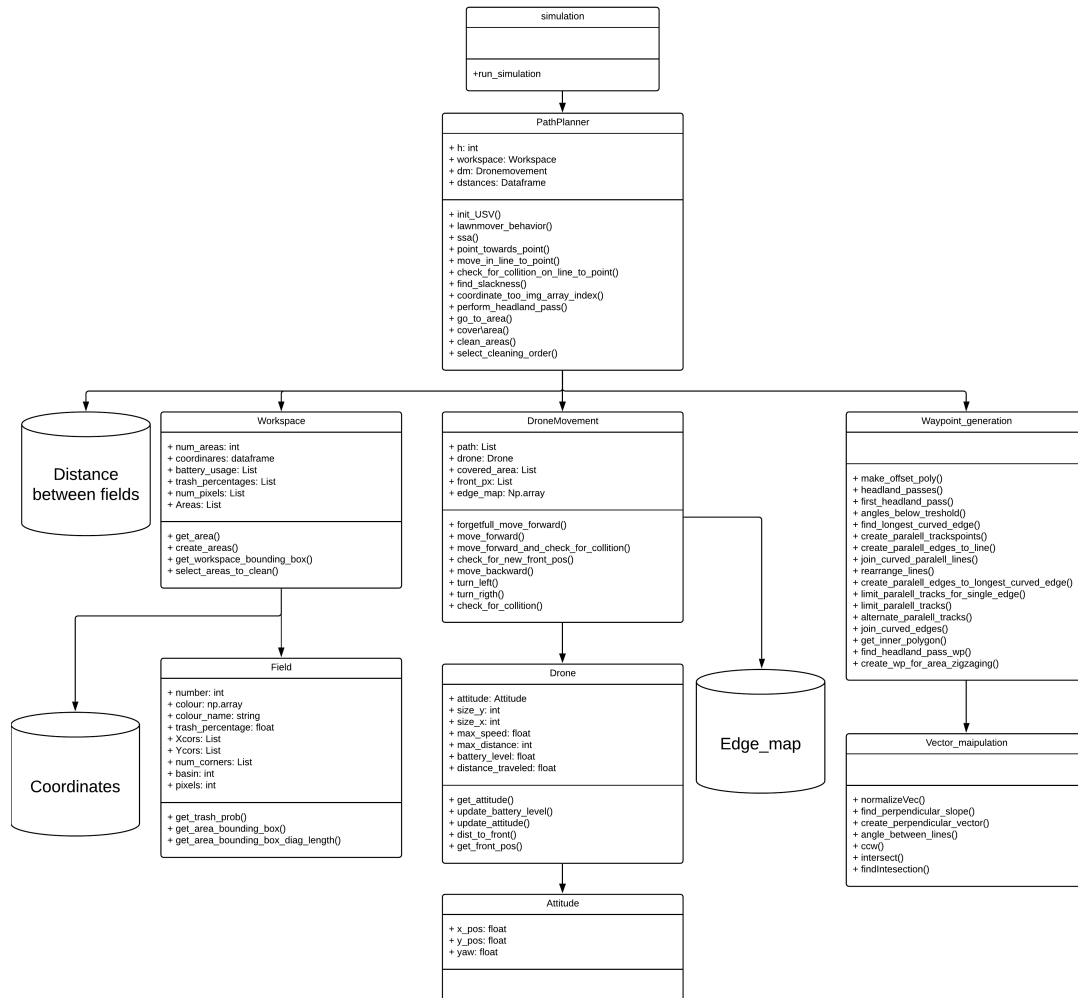 simulation
+run_simulation
PathPlanner
+ h: int
+ workspace: Workspace
+ dm: Dronemovement
+ dstances: Dataframe
+ init_USV()
+ lawnmover_behavior()
+ ssa()
+ point_towards_point()
+ move_in_line_to_point()
+ check_for_collition_on_line_to_point()
+ find_slackness()
+ coordinate_too_img_array_index()
+ perform_headland_pass()
+ go_to_area()
+ cover\area()
+ clean_areas()
+ select_cleaning_order()
Distance
between fields
Workspace
+ num_areas: int
+ coordinares: dataframe
+ battery_usage: List
+ trash_percentages: List
+ num_pixels: List
+ Areas: List
+ get_area()
+ create_areas()
+ get_workspace_bounding_box()
+ select_areas_to_clean()
DroneMovement
+ path: List
+ drone: Drone
+ covered_area: List
+ front_px: List
+ edge_map: Np.array
+ forgetfull_move_forward()
+ move_forward()
+ move_forward_and_check_for_collition()
+ check_for_new_front_pos()
+ move_backward()
+ turn_left()
+ turn_rigth()
+ check_for_collition()
Waypoint_generation
+ make_offset_poly()
+ headland_passes()
+ first_headland_pass()
+ angles_below_treshold()
+ find_longest_curved_edge()
+ create_paralell_trackspoints()
+ create_paralell_edges_to_line()
+ join_curved_paralell_lines()
+ rearrange_lines()
+ create_paralell_edges_to_longest_curved_edge()
+ limit_paralell_tracks_for_single_edge()
+ limit_paralell_tracks()
+ alternate_paralell_tracks()
+ join_curved_edges()
+ get_inner_polygon()
+ find_headland_pass_wp()
+ create_wp_for_area_zigzaging()
Coordinates
Field
+ number: int
+ colour: np.array
+ colour_name: string
+ trash_percentage: float
+ Xcors: List
+ Ycors: List
+ num_corners: List
+ basin: int
+ pixels: int
+ get_trash_prob()
+ get_area_bounding_box()
+ get_area_bounding_box_diag_length()
Drone
+ attitude: Attitude
+ size_y: int
+ size_x: int
+ max_speed: float
+ max_distance: int
+ battery_level: float
+ distance_traveled: float
+ get_attitude()
+ update_battery_level()
+ update_attitude()
+ dist_to_front()
+ get_front_pos()
Edge_map
Vector_maipulation
+ normalizeVec()
+ find_perpendicular_slope()
+ create_perpendicular_vector()
+ angle_between_lines()
+ ccw()
+ intersect()
+ findIntesection()
Attitude
+ x_pos: float
+ y_pos: float
+ yaw: float